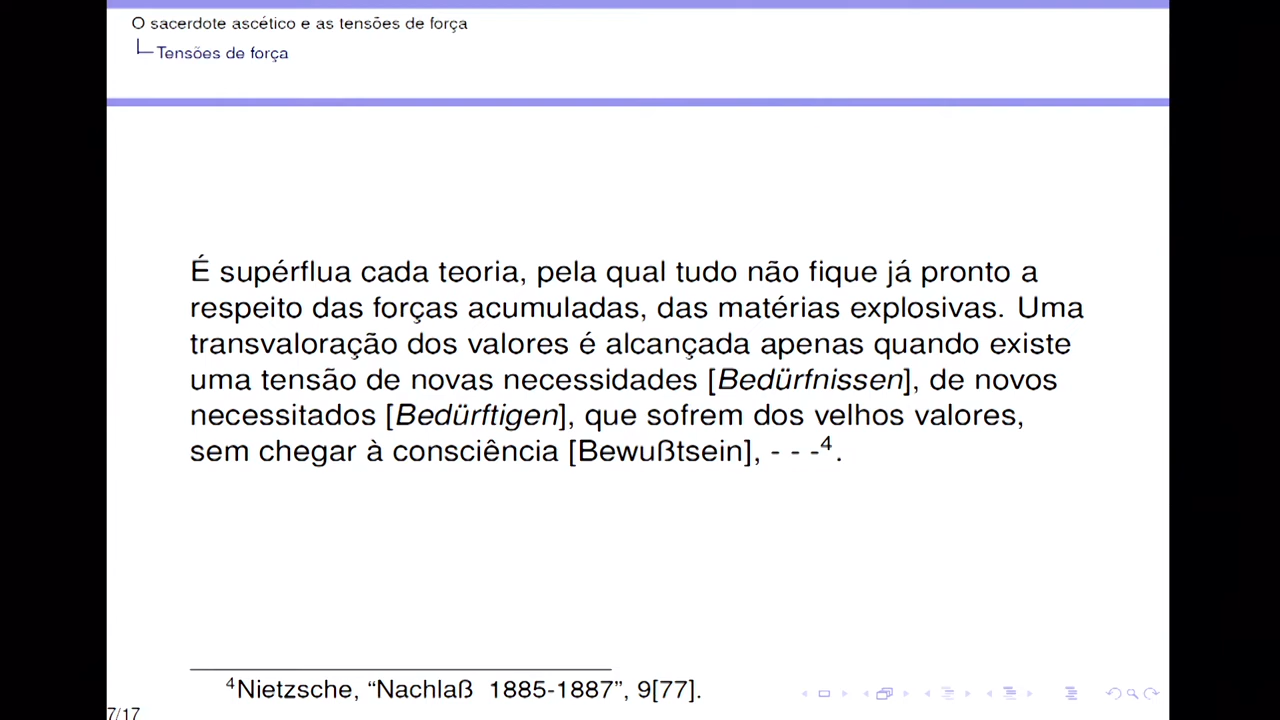 O sacerdote ascético e as tensões de força
Tensões de força
É supérflua cada teoria, pela qual tudo não fique já pronto a
respeito das forças acumuladas, das matérias explosivas. Uma
transvaloração dos valores é alcançada apenas quando existe
uma tensão de novas necessidades [Bedürfnissen], de novos
necessitados [Bedürftigen], que sofrem dos velhos valores,
sem chegar à consciência [Bewußtsein], - - -⁴.
⁴Nietzsche, “Nachlaß 1885-1887”, 9[77].
7/17